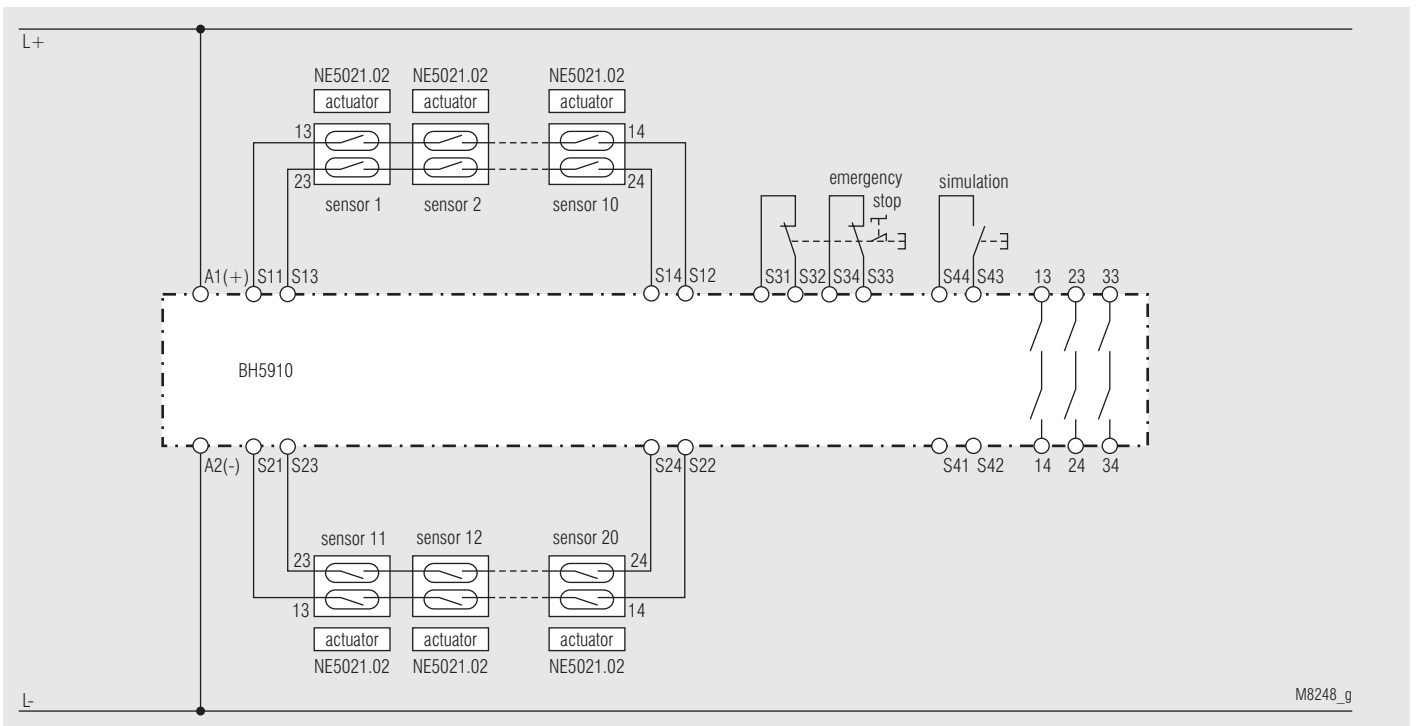 L+
NE5021.02 NE5021.02 NE5021.02
actuator actuator actuator
13 14
23 24
sensor 1 sensor 2 sensor 10
emergency stop
simulation
A1(+) S11 S13 S14 S12 S31 S32 S34 S33 S44 S43 13 23 33
BH5910
A2(-) S21 S23 S24 S22 S41 S42 14 24 34
sensor 11 sensor 12 sensor 20
23 24
13 14
actuator actuator actuator
NE5021.02 NE5021.02 NE5021.02
L-
M8248_g